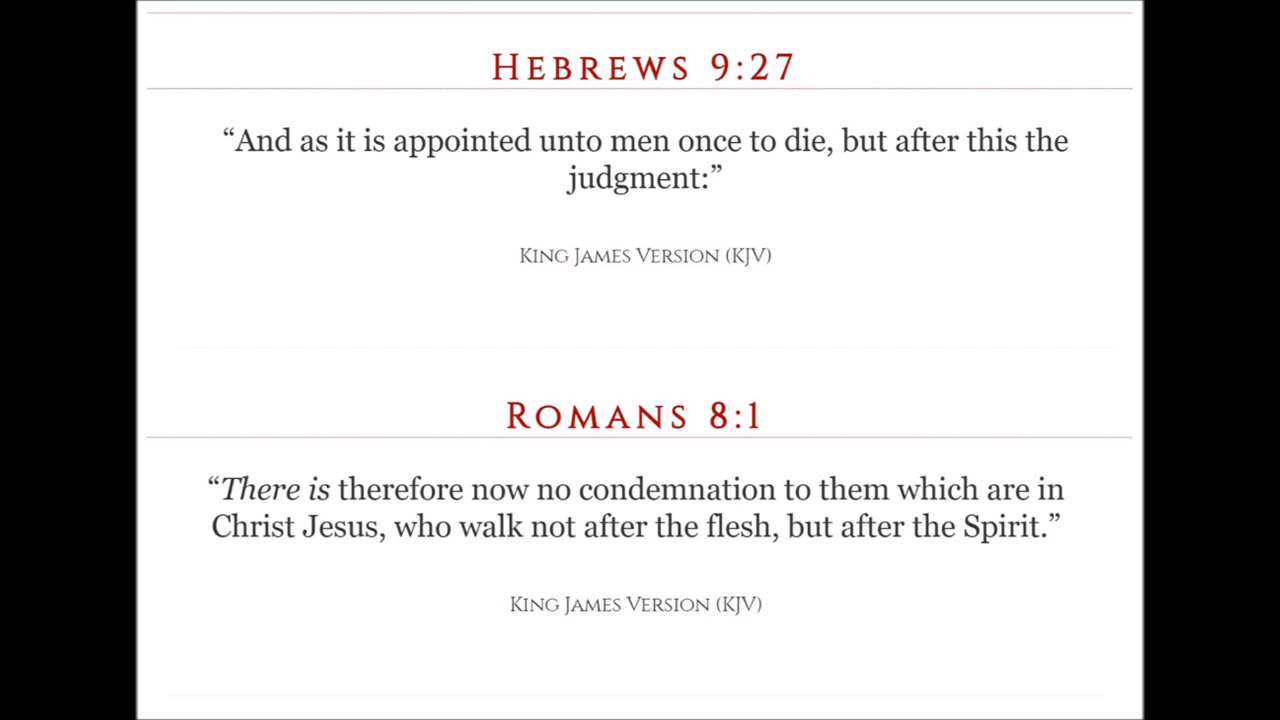 Hebrews 9:27
“And as it is appointed unto men once to die, but after this the
judgment:”
King James Version (KJV)
Romans 8:1
“There is therefore now no condemnation to them which are in
Christ Jesus, who walk not after the flesh, but after the Spirit.”
King James Version (KJV)